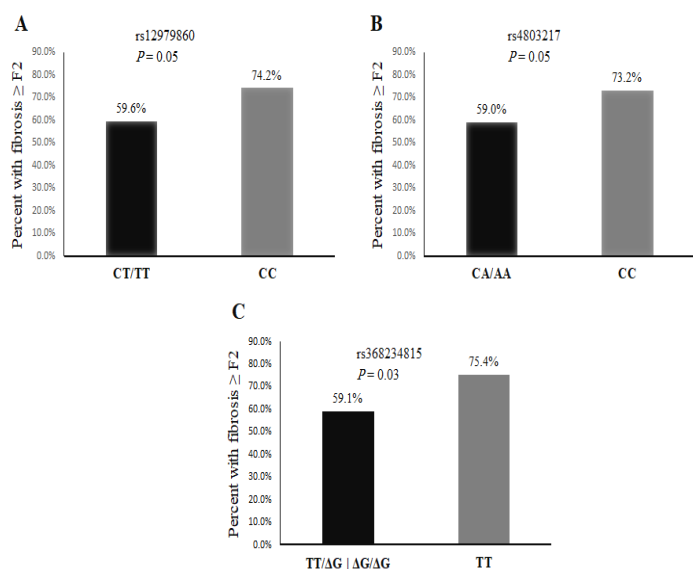 A
rs12979860
P = 0.05
Percent with fibrosis ≥ F2
90.0%
80.0%
70.0%
60.0%
50.0%
40.0%
30.0%
20.0%
10.0%
0.0%
59.6%
74.2%
CT/TT
CC
B
rs4803217
P = 0.05
Percent with fibrosis ≥ F2
90.0%
80.0%
70.0%
60.0%
50.0%
40.0%
30.0%
20.0%
10.0%
0.0%
59.0%
73.2%
CA/AA
CC
C
rs368234815
P = 0.03
Percent with fibrosis ≥ F2
90.0%
80.0%
70.0%
60.0%
50.0%
40.0%
30.0%
20.0%
10.0%
0.0%
59.1%
75.4%
TT/ΔG | ΔG/ΔG
TT